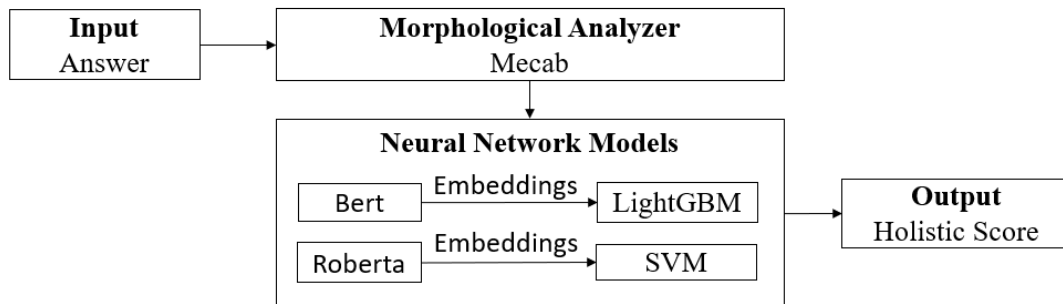 Input
Answer
Morphological Analyzer
Mecab
Neural Network Models
Bert
Embeddings
LightGBM
Roberta
Embeddings
SVM
Output
Holistic Score